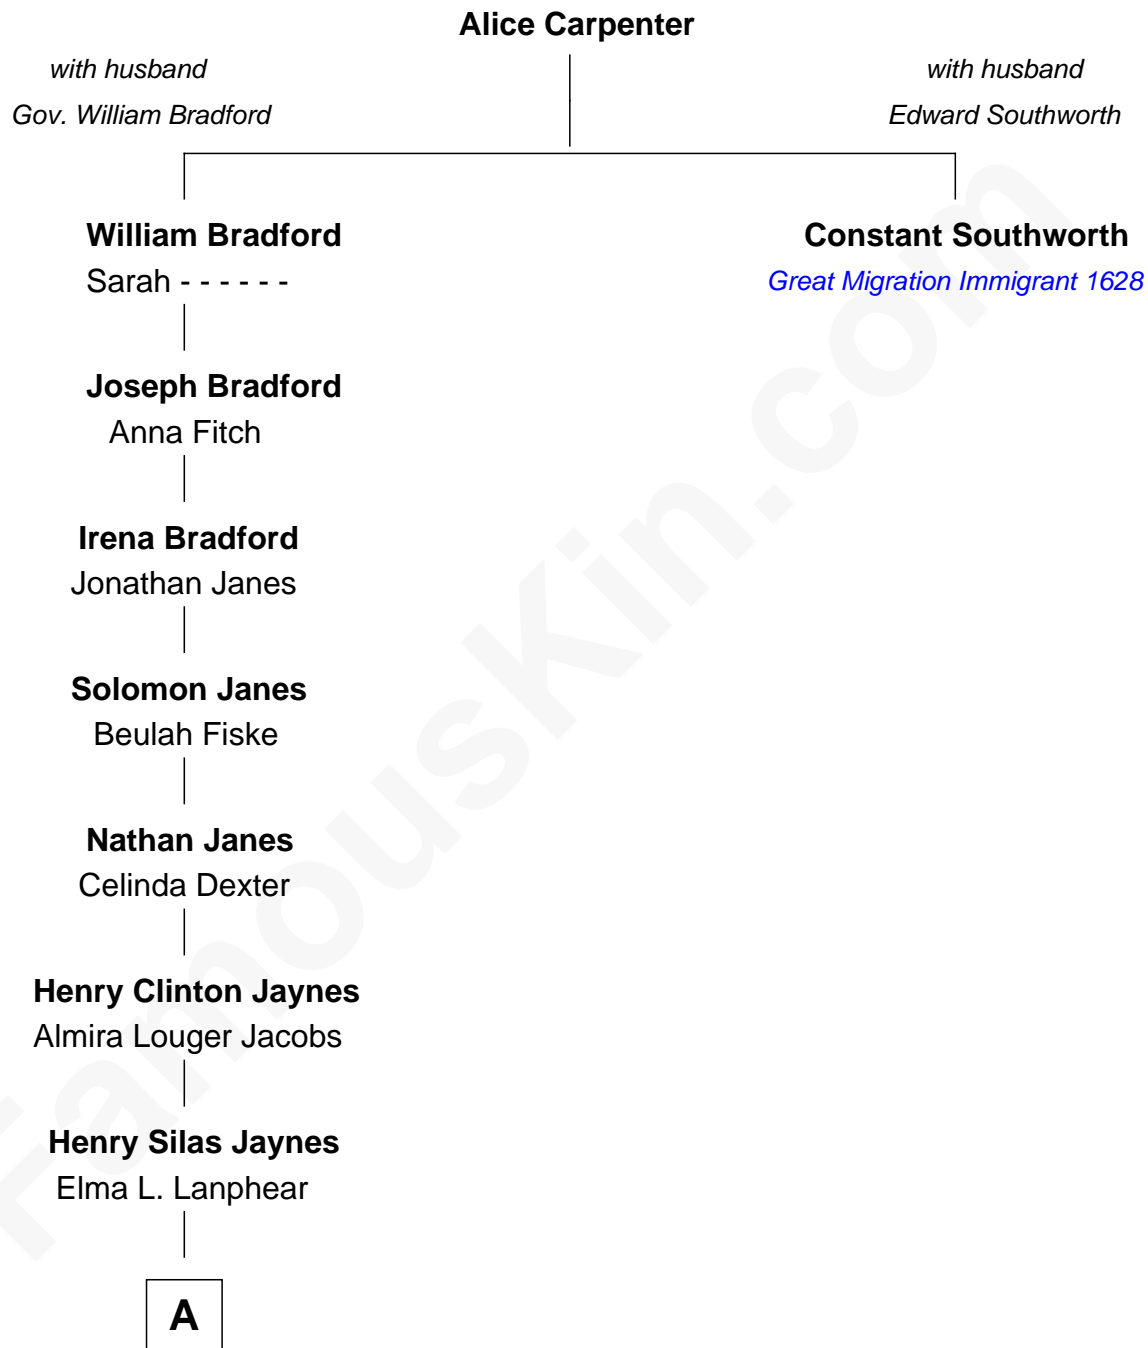 Alice Carpenter
with husband
Gov. William Bradford
with husband
Edward Southworth
William Bradford
Sarah - - - - - -
Constant Southworth
Great Migration Immigrant 1628
Joseph Bradford
Anna Fitch
Irena Bradford
Jonathan Janes
Solomon Janes
Beulah Fiske
Nathan Janes
Celinda Dexter
Henry Clinton Jaynes
Almira Louger Jacobs
Henry Silas Jaynes
Elma L. Lanphear
A
FamousKin.com